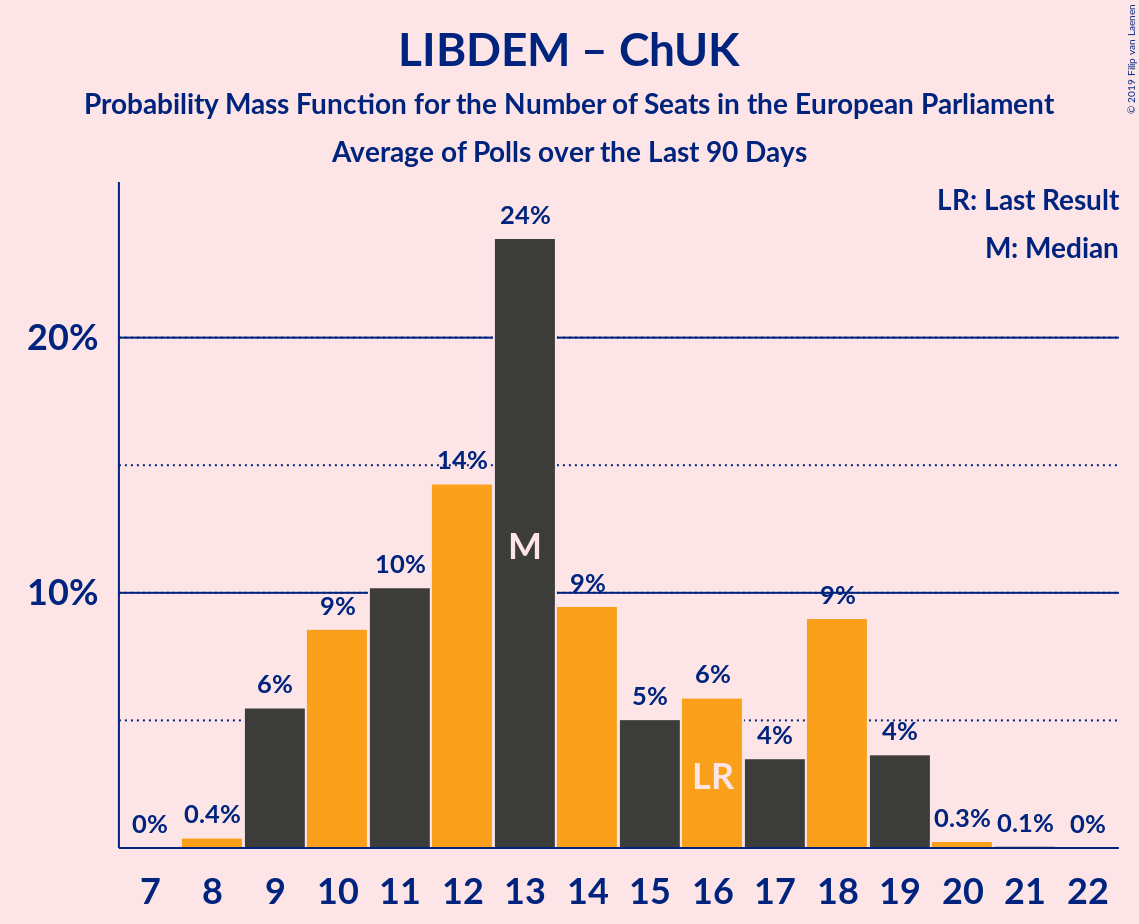 LIBDEM – ChUK
Probability Mass Function for the Number of Seats in the European Parliament
Average of Polls over the Last 90 Days
© 2019 Filip van Laenen
LR: Last Result
M: Median
20%
10%
0%
0.4%
6%
9%
10%
14%
24%
9%
5%
6%
4%
9%
4%
0.3%
0.1%
0%
M
LR
7 8 9 10 11 12 13 14 15 16 17 18 19 20 21 22